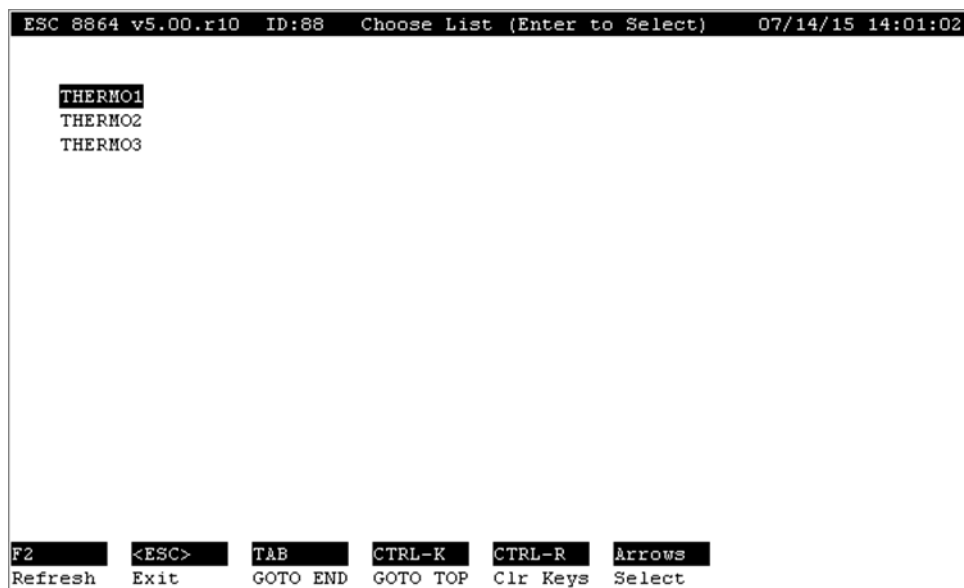 ESC 8864 v5.00.r10 ID:88 Choose List (Enter to Select) 07/14/15 14:01:02
THERMO1
THERMO2
THERMO3
F2 <ESC> TAB CTRL-K CTRL-R Arrows
Refresh Exit GOTO END GOTO TOP Clr Keys Select